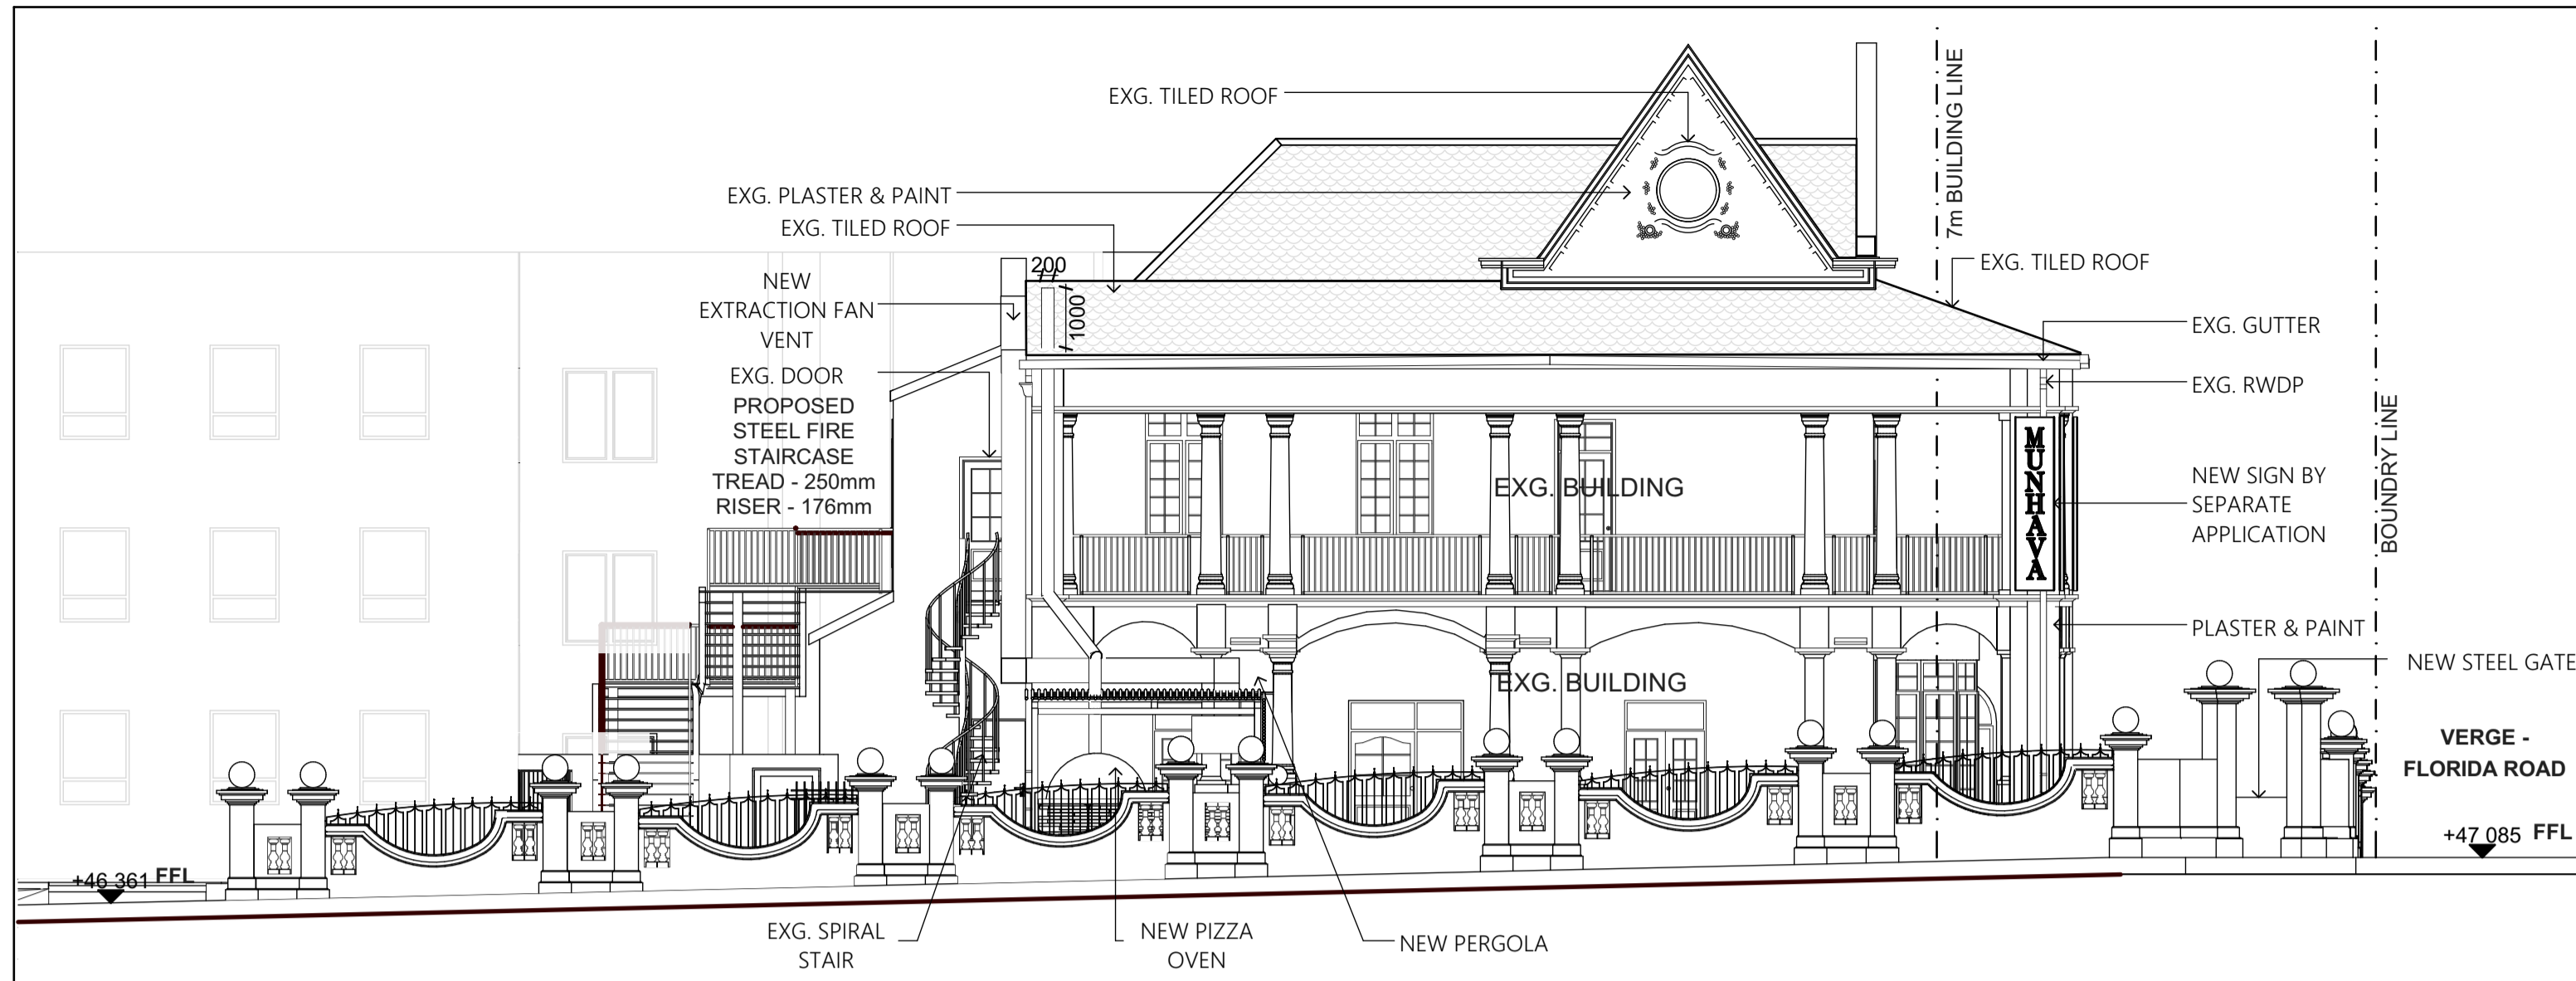 EXG. TILED ROOF
7m BUILDING LINE
EXG. PLASTER & PAINT
EXG. TILED ROOF
EXG. TILED ROOF
200
1000
NEW
EXTRACTION FAN
VENT
EXG. GUTTER
EXG. DOOR
EXG. RWDP
PROPOSED
STEEL FIRE
STAIRCASE
TREAD - 250mm
RISER - 176mm
MUNHAVA
BOUNDRY LINE
EXG. BUILDING
NEW SIGN BY
SEPARATE
APPLICATION
PLASTER & PAINT
NEW STEEL GATE
EXG. BUILDING
VERGE -
FLORIDA ROAD
+47 085 FFL
+46 361 FFL
EXG. SPIRAL
STAIR
NEW PIZZA
OVEN
NEW PERGOLA